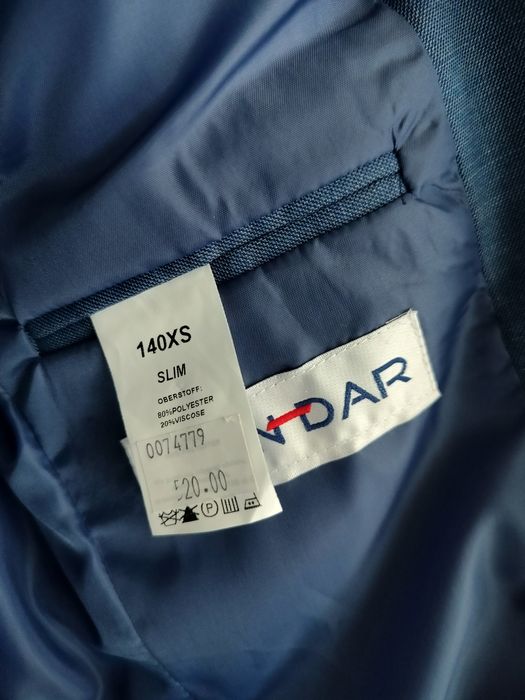 140XS
SLIM
OBERSTOFF:
80%POLYESTER
20%VISCOSE
0074779
520.00
N-DAR